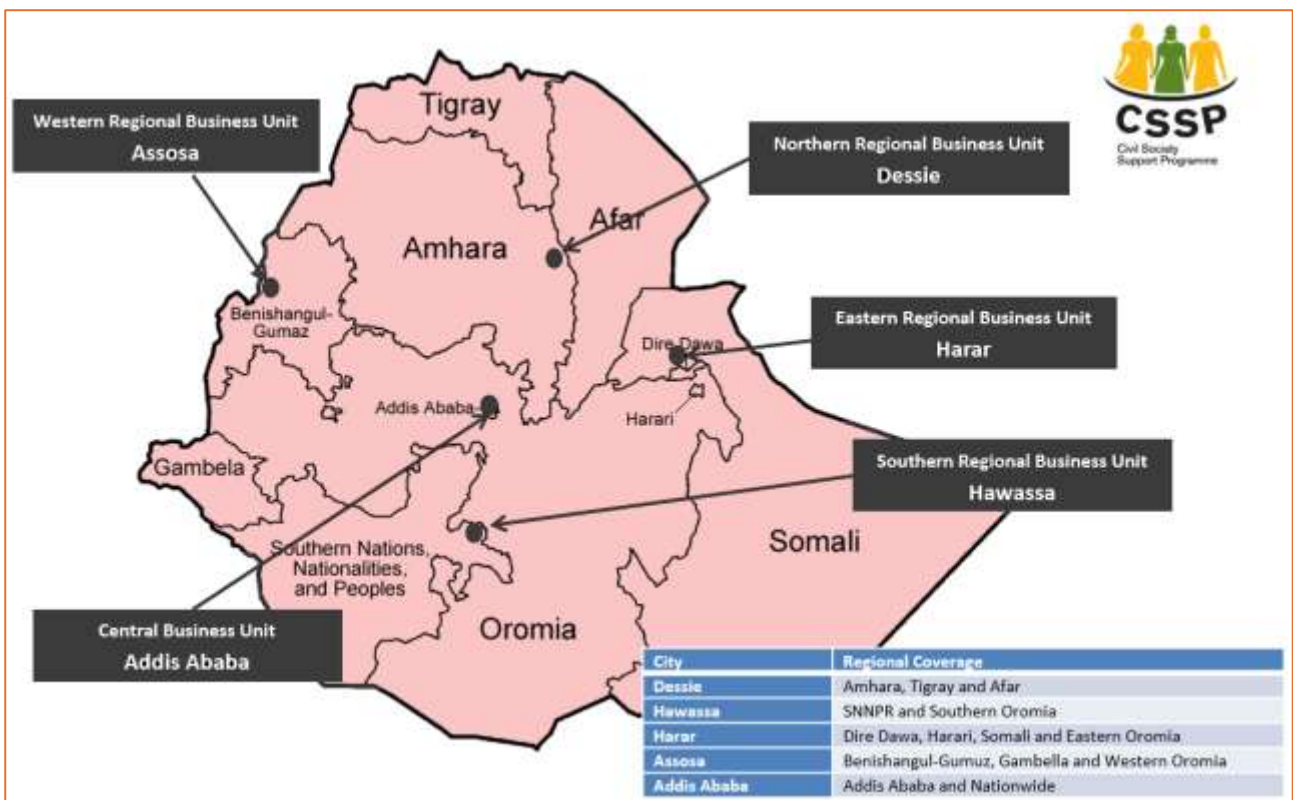 CSSP
Civil Society
Support Programme
Western Regional Business Unit
Assosa
Northern Regional Business Unit
Dessie
Eastern Regional Business Unit
Harar
Southern Regional Business Unit
Hawassa
Central Business Unit
Addis Ababa
Tigray
Afar
Amhara
Benishangul-
Gumaz
Dire Dawa
Addis Ababa
Harari
Gambela
Somali
Southern Nations,
Nationalities,
and Peoples
Oromia
City Regional Coverage
Dessie Amhara, Tigray and Afar
Hawassa SNNPR and Southern Oromia
Harar Dire Dawa, Harari, Somali and Eastern Oromia
Assosa Benishangul-Gumuz, Gambella and Western Oromia
Addis Ababa Addis Ababa and Nationwide